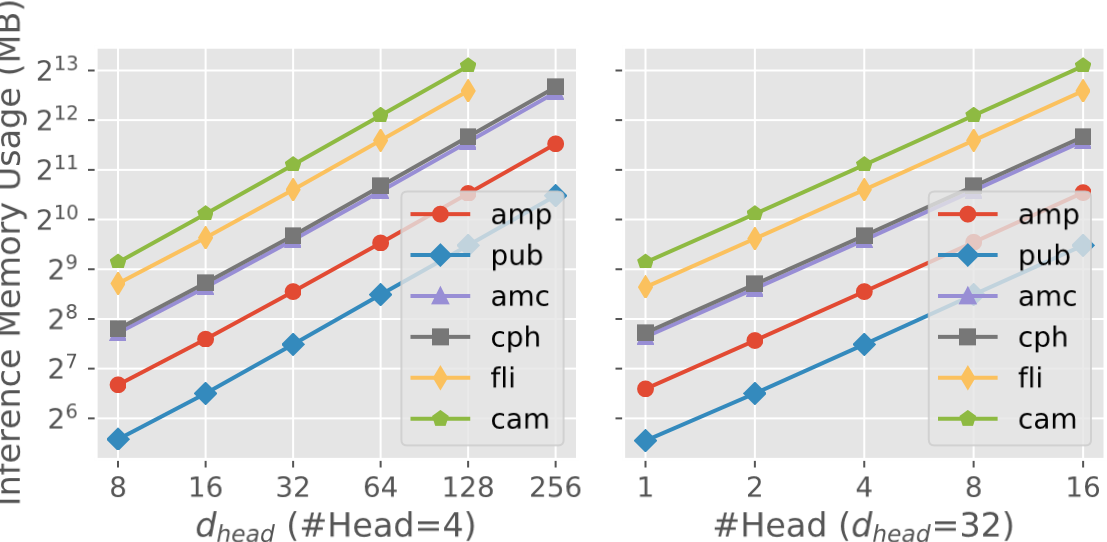 Inference Memory Usage (MB)
2^13
2^12
2^11
2^10
2^9
2^8
2^7
2^6
amp
pub
amc
cph
fli
cam
8 16 32 64 128 256
d_head (#Head=4)
amp
pub
amc
cph
fli
cam
1 2 4 8 16
#Head (d_head=32)